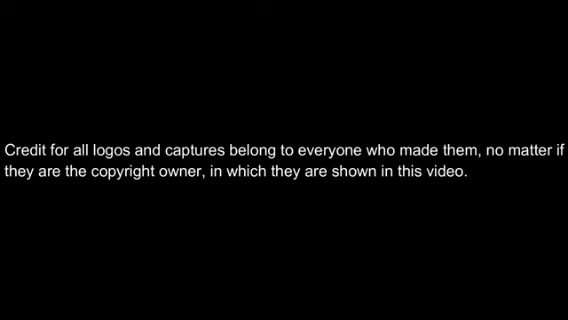 Credit for all logos and captures belong to everyone who made them, no matter if
they are the copyright owner, in which they are shown in this video.